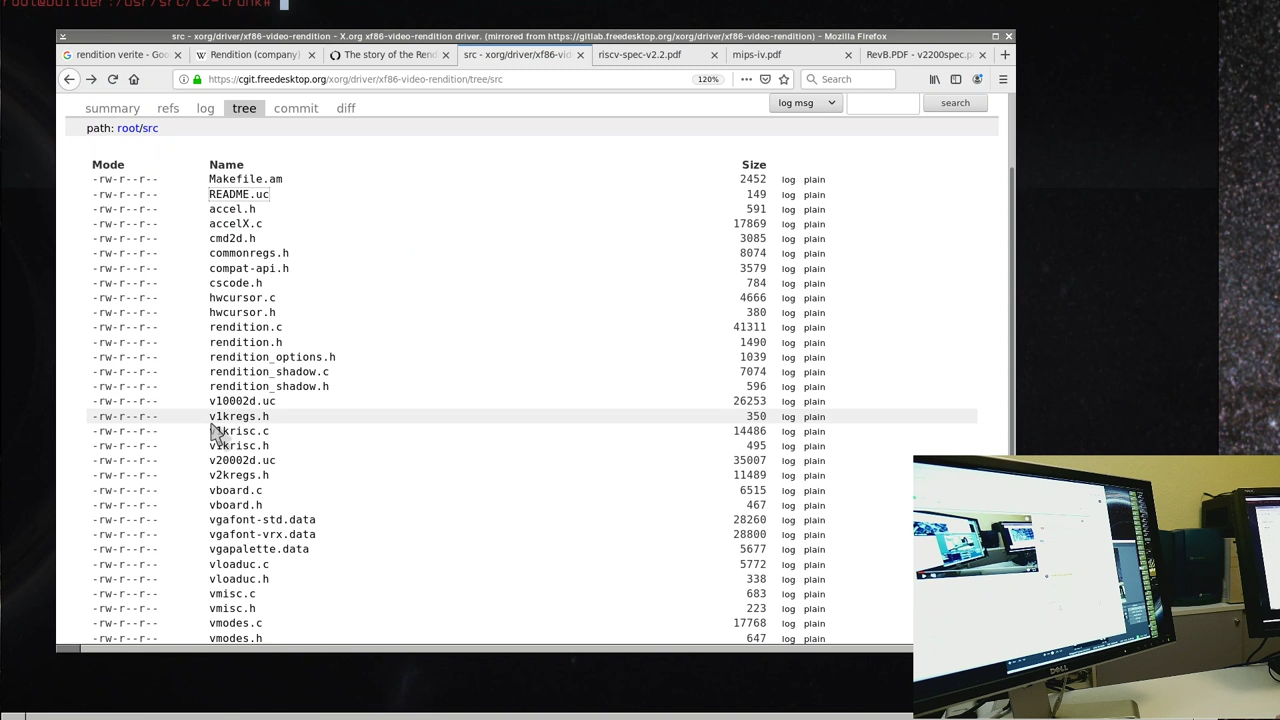 root@builder:/usr/src/t2-trunk#
src - xorg/driver/xf86-video-rendition - X.org xf86-video-rendition driver. (mirrored from https://gitlab.freedesktop.org/xorg/driver/xf86-video-rendition) - Mozilla Firefox
rendition verite - Goo
Rendition (company)
The story of the Rend
src - xorg/driver/xf86-vid
riscv-spec-v2.2.pdf
mips-iv.pdf
RevB.PDF - v2200spec.p
https://cgit.freedesktop.org/xorg/driver/xf86-video-rendition/tree/src
120%
Search
summary refs log tree commit diff
log msg
search
path: root/src
Mode Name Size
-rw-r--r-- Makefile.am 2452 log plain
-rw-r--r-- README.uc 149 log plain
-rw-r--r-- accel.h 591 log plain
-rw-r--r-- accelX.c 17869 log plain
-rw-r--r-- cmd2d.h 3085 log plain
-rw-r--r-- commonregs.h 8074 log plain
-rw-r--r-- compat-api.h 3579 log plain
-rw-r--r-- cscode.h 784 log plain
-rw-r--r-- hwcursor.c 4666 log plain
-rw-r--r-- hwcursor.h 380 log plain
-rw-r--r-- rendition.c 41311 log plain
-rw-r--r-- rendition.h 1490 log plain
-rw-r--r-- rendition_options.h 1039 log plain
-rw-r--r-- rendition_shadow.c 7074 log plain
-rw-r--r-- rendition_shadow.h 596 log plain
-rw-r--r-- v10002d.uc 26253 log plain
-rw-r--r-- v1kregs.h 350 log plain
-rw-r--r-- v1krisc.c 14486 log plain
-rw-r--r-- v1krisc.h 495 log plain
-rw-r--r-- v20002d.uc 35007 log plain
-rw-r--r-- v2kregs.h 11489 log plain
-rw-r--r-- vboard.c 6515 log plain
-rw-r--r-- vboard.h 467 log plain
-rw-r--r-- vgafont-std.data 28260 log plain
-rw-r--r-- vgafont-vrx.data 28800 log plain
-rw-r--r-- vgapalette.data 5677 log plain
-rw-r--r-- vloaduc.c 5772 log plain
-rw-r--r-- vloaduc.h 338 log plain
-rw-r--r-- vmisc.c 683 log plain
-rw-r--r-- vmisc.h 223 log plain
-rw-r--r-- vmodes.c 17768 log plain
-rw-r--r-- vmodes.h 647 log plain
DELL